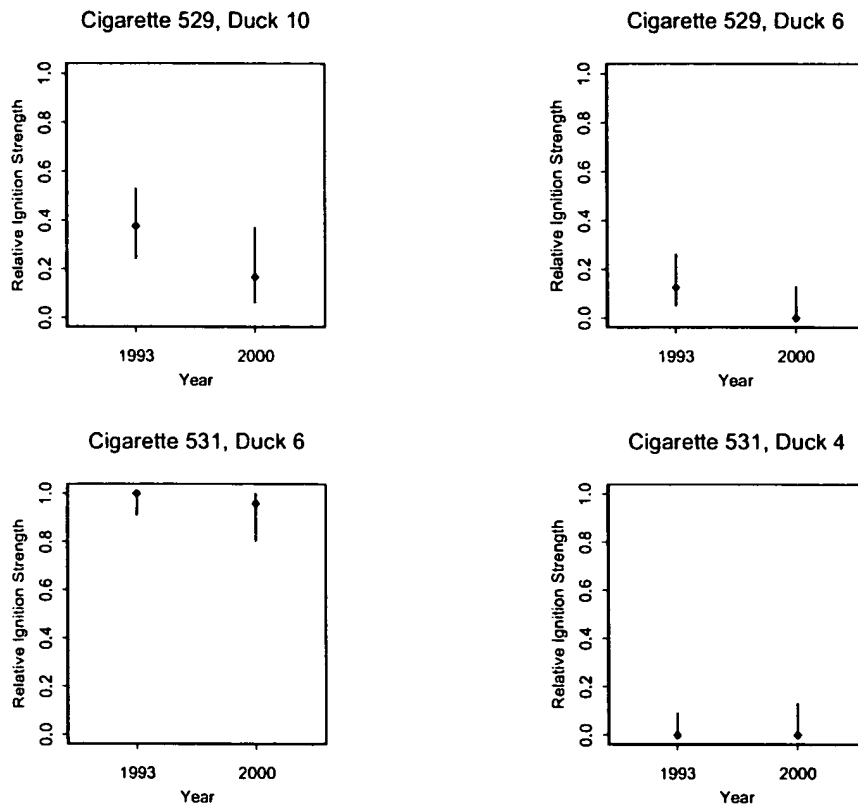 Cigarette 529, Duck 10
Relative Ignition Strength
1.0
0.8
0.6
0.4
0.2
0.0
1993 2000
Year
Cigarette 529, Duck 6
Relative Ignition Strength
1.0
0.8
0.6
0.4
0.2
0.0
1993 2000
Year
Cigarette 531, Duck 6
Relative Ignition Strength
1.0
0.8
0.6
0.4
0.2
0.0
1993 2000
Year
Cigarette 531, Duck 4
Relative Ignition Strength
1.0
0.8
0.6
0.4
0.2
0.0
1993 2000
Year